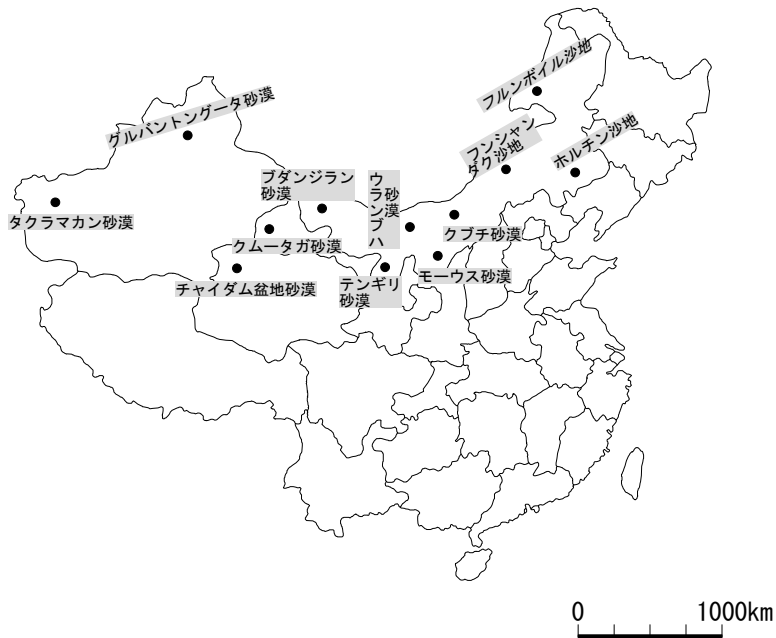 フルンボイル沙地
グルバントングータ砂漠
フンシャン
ダク沙地
ホルチン沙地
ブダンジラン
砂漠
ウランブハ
砂漠
タクラマカン砂漠
クムータガ砂漠
クブチ砂漠
チャイダム盆地砂漠
テンギリ
砂漠
モーウス砂漠
0 1000km